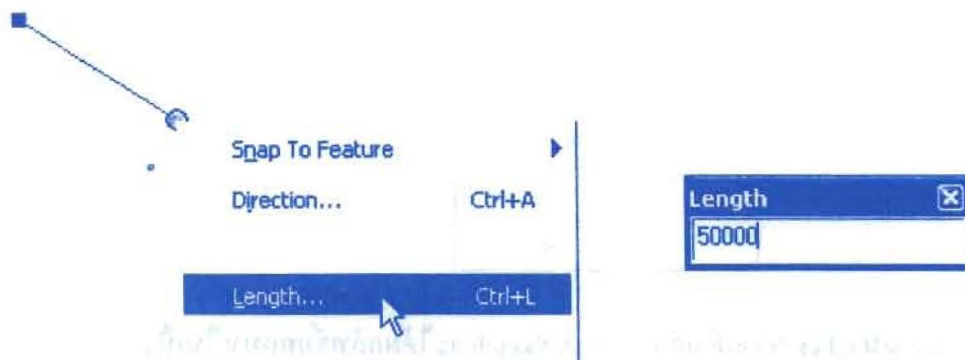 Snap To Feature
Direction... Ctrl+A
Length... Ctrl+L
Length
50000